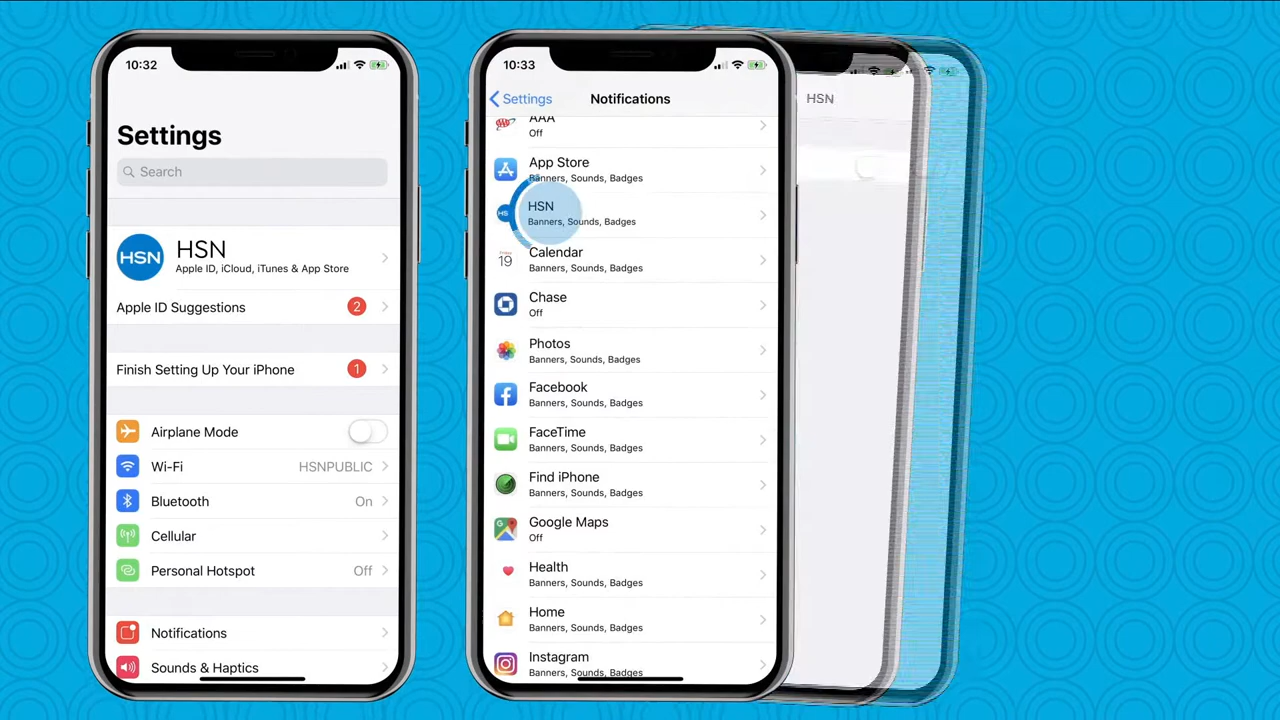 10:32
Settings
Search
HSN
HSN
Apple ID, iCloud, iTunes & App Store
Apple ID Suggestions
2
Finish Setting Up Your iPhone
1
Airplane Mode
Wi-Fi
HSNPUBLIC
Bluetooth
On
Cellular
Personal Hotspot
Off
Notifications
Sounds & Haptics
10:33
Settings
Notifications
AAA
Off
App Store
Banners, Sounds, Badges
HS
HSN
Banners, Sounds, Badges
19
Calendar
Banners, Sounds, Badges
Chase
Off
Photos
Banners, Sounds, Badges
Facebook
Banners, Sounds, Badges
FaceTime
Banners, Sounds, Badges
Find iPhone
Banners, Sounds, Badges
Google Maps
Off
Health
Banners, Sounds, Badges
Home
Banners, Sounds, Badges
Instagram
Banners, Sounds, Badges
HSN